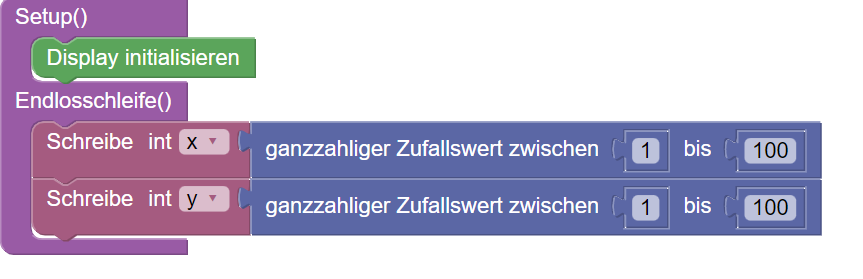 Setup()
Display initialisieren
Endlosschleife()
Schreibe int x ganzzahliger Zufallswert zwischen 1 bis 100
Schreibe int y ganzzahliger Zufallswert zwischen 1 bis 100